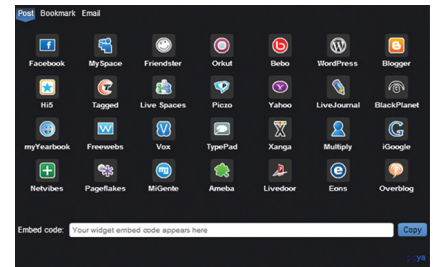 Post Bookmark Email
Facebook MySpace Friendster Orkut Bebo WordPress Blogger
Hi5 Tagged Live Spaces Piczo Yahoo LiveJournal BlackPlanet
myYearbook Freewebs Vox TypePad Xanga Multiply iGoogle
Netvibes Pageflakes MiGente Ameba Livedoor Eons Overblog
Embed code: Your widget embed code appears here Copy